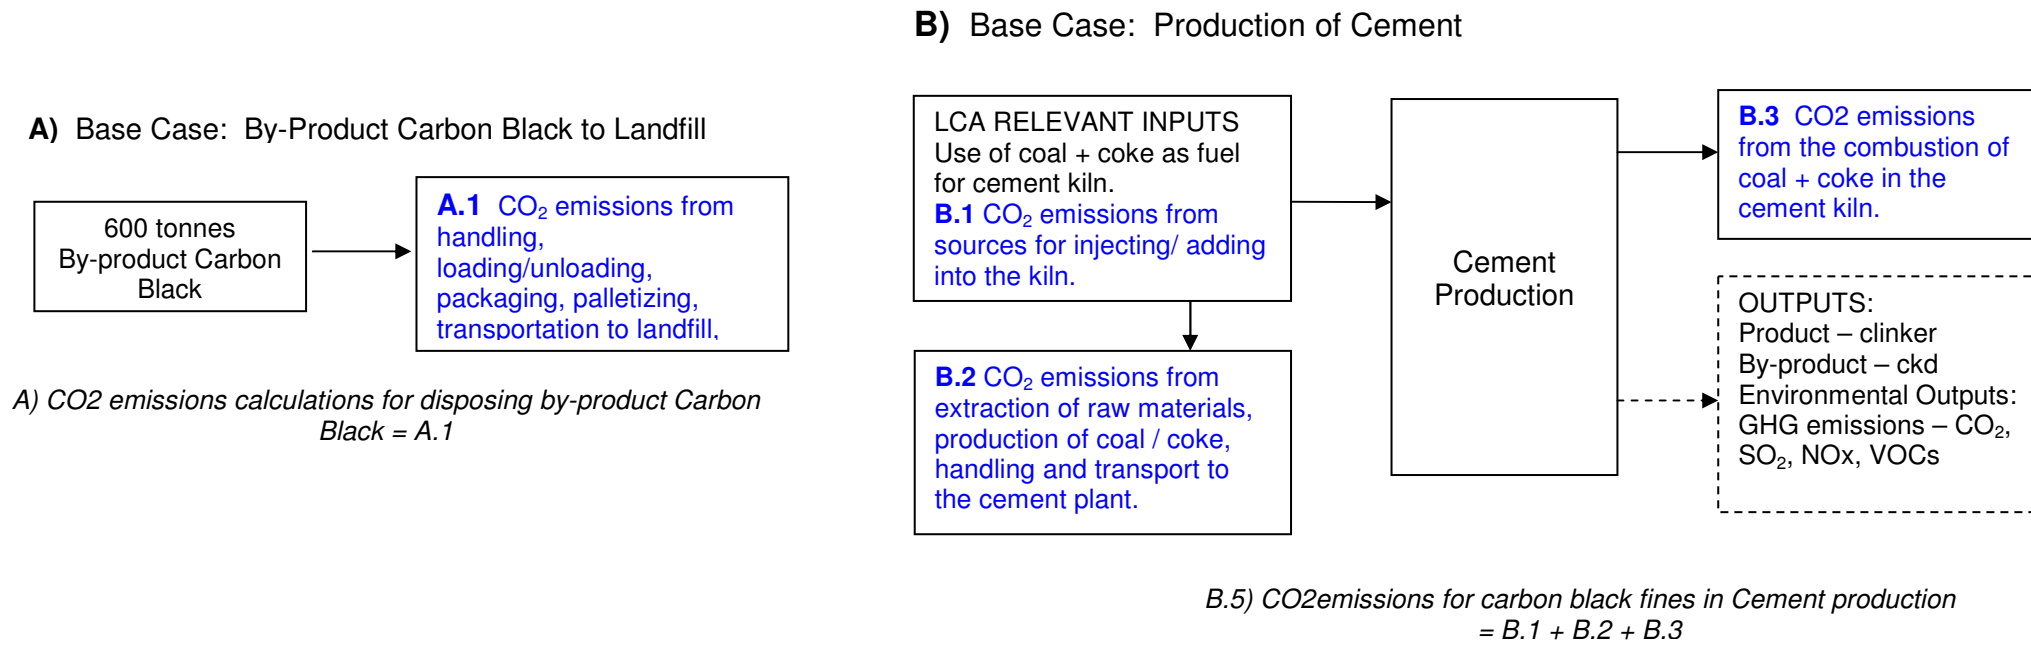 A) Base Case: By-Product Carbon Black to Landfill
600 tonnes
By-product Carbon
Black
A.1 CO₂ emissions from
handling,
loading/unloading,
packaging, palletizing,
transportation to landfill,
A) CO2 emissions calculations for disposing by-product Carbon
Black = A.1
B) Base Case: Production of Cement
LCA RELEVANT INPUTS
Use of coal + coke as fuel
for cement kiln.
B.1 CO₂ emissions from
sources for injecting/ adding
into the kiln.
B.2 CO₂ emissions from
extraction of raw materials,
production of coal / coke,
handling and transport to
the cement plant.
Cement
Production
B.3 CO2 emissions
from the combustion of
coal + coke in the
cement kiln.
OUTPUTS:
Product – clinker
By-product – ckd
Environmental Outputs:
GHG emissions – CO₂,
SO₂, NOx, VOCs
B.5) CO2emissions for carbon black fines in Cement production
= B.1 + B.2 + B.3